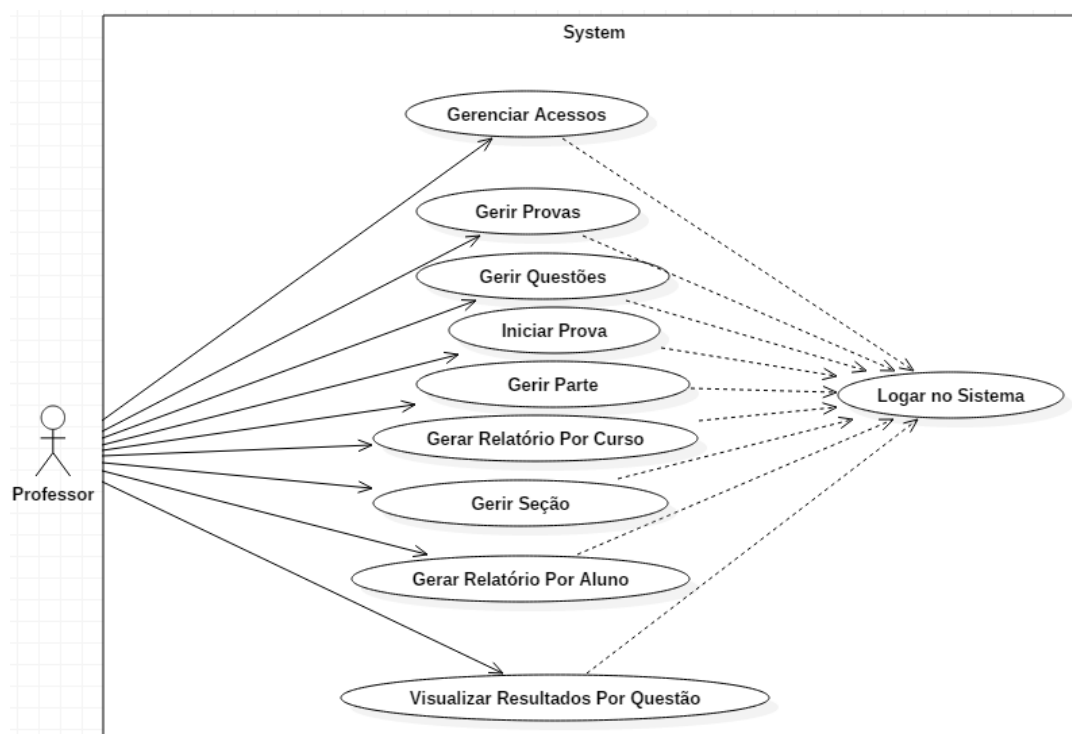 System
Gerenciar Acessos
Gerir Provas
Gerir Questões
Iniciar Prova
Gerir Parte
Logar no Sistema
Gerar Relatório Por Curso
Professor
Gerir Seção
Gerar Relatório Por Aluno
Visualizar Resultados Por Questão